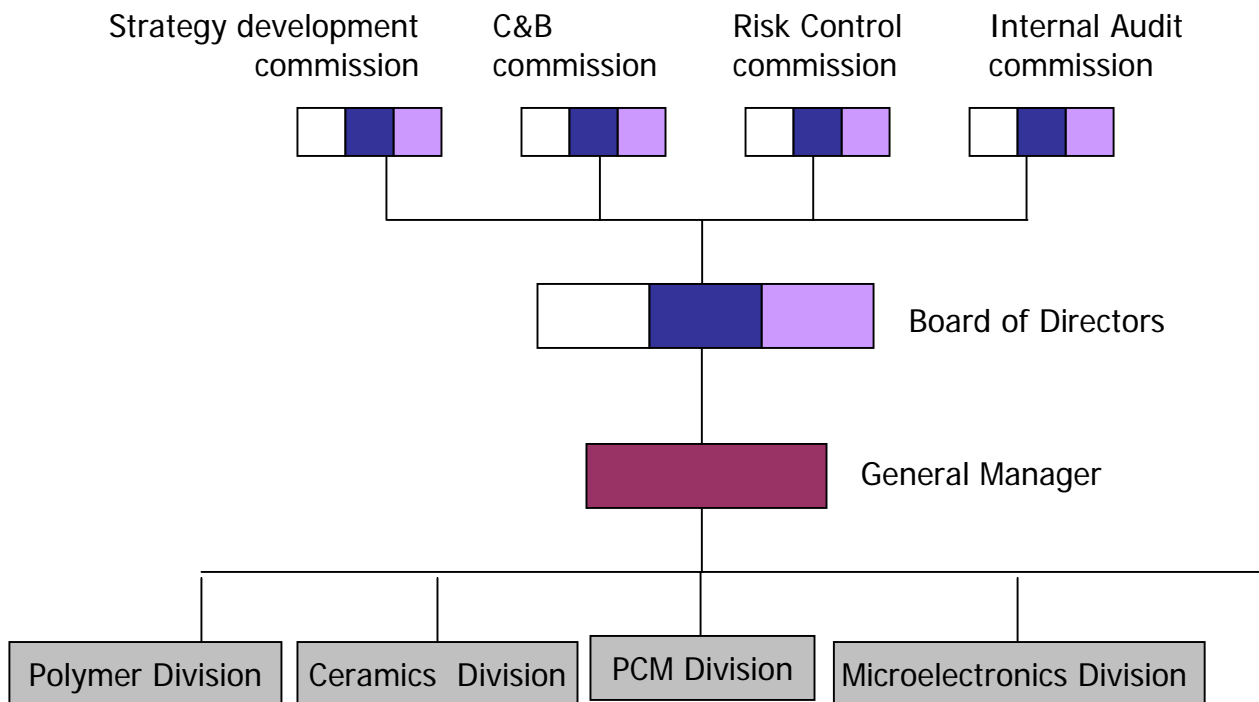 Strategy development
commission
C&B
commission
Risk Control
commission
Internal Audit
commission
Board of Directors
General Manager
Polymer Division
Ceramics  Division
PCM Division
Microelectronics Division